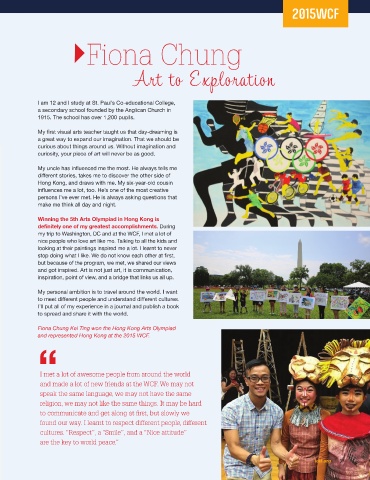 2015WCF
Fiona Chung
Art to Exploration
I am 12 and I study at St. Paul's Co-educational College,
a secondary school founded by the Anglican Church in
1915. The school has over 1,200 pupils.
My first visual arts teacher taught us that day-dreaming is
a great way to expand our imagination. That we should be
curious about things around us. Without imagination and
curiosity, your piece of art will never be as good.
My uncle has influenced me the most. He always tells me
different stories, takes me to discover the other side of
Hong Kong, and draws with me. My six-year-old cousin
influences me a lot, too. He's one of the most creative
persons I've ever met. He is always asking questions that
make me think all day and night.
Winning the 5th Arts Olympiad in Hong Kong is
definitely one of my greatest accomplishments. During
my trip to Washington, DC and at the WCF, I met a lot of
nice people who love art like me. Talking to all the kids and
looking at their paintings inspired me a lot. I learnt to never
stop doing what I like. We do not know each other at first,
but because of the program, we met, we shared our views
and got inspired. Art is not just art, it is communication,
inspiration, point of view, and a bridge that links us all up.
My personal ambition is to travel around the world. I want
to meet different people and understand different cultures.
I'll put all of my experience in a journal and publish a book
to spread and share it with the world.
Fiona Chung Kei Ting won the Hong Kong Arts Olympiad
and represented Hong Kong at the 2015 WCF.
“
I met a lot of awesome people from around the world
and made a lot of new friends at the WCF. We may not
speak the same language, we may not have the same
religion, we may not like the same things. It may be hard
to communicate and get along at first, but slowly we
found our way. I learnt to respect different people, different
cultures. “Respect”, a “Smile”, and a “Nice attitude”
are the key to world peace.”